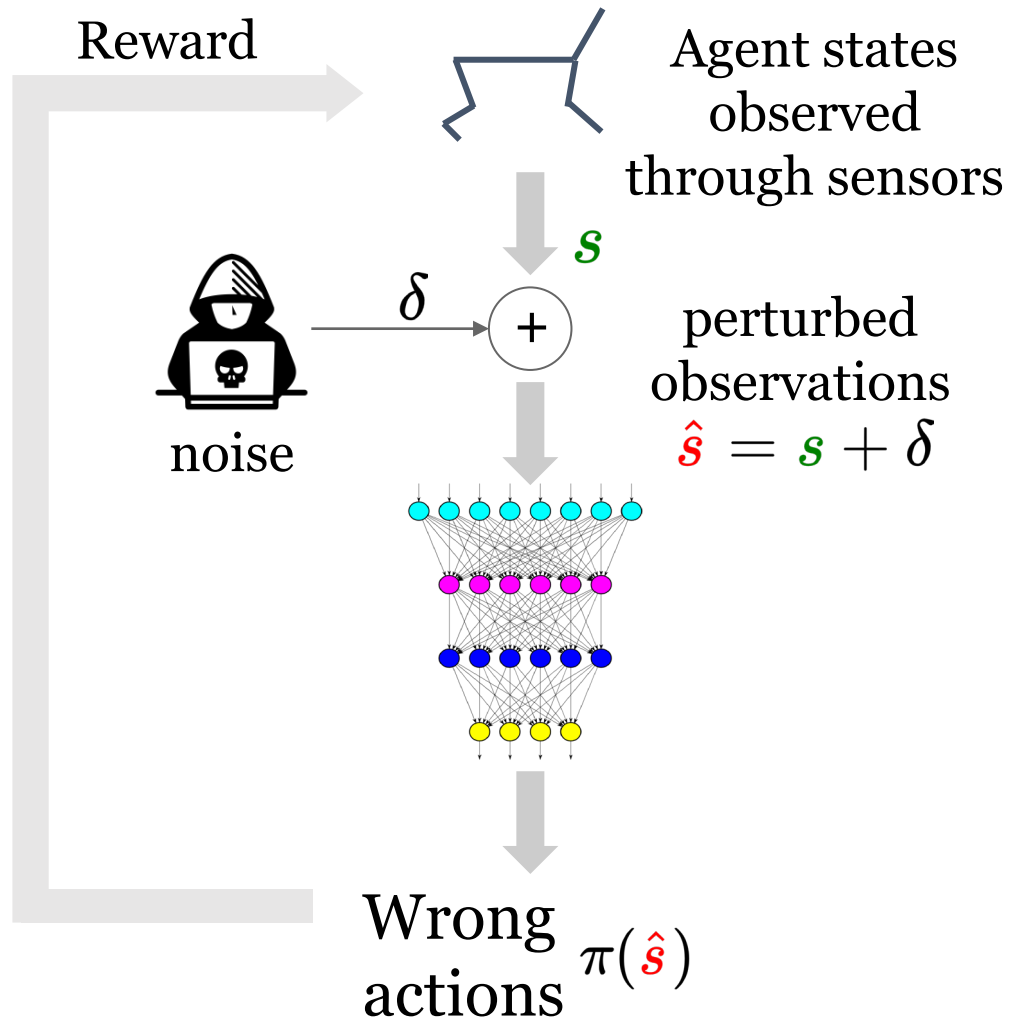 Reward
Agent states
observed
through sensors
s
δ
+
perturbed
observations
ŝ = s + δ
noise
Wrong
actions π(ŝ)